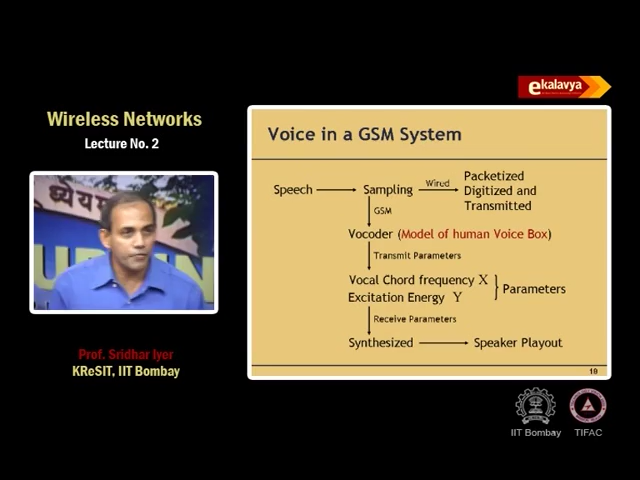 ekalavya
Wireless Networks
Lecture No. 2
ध्येयम
Prof. Sridhar Iyer
KReSIT, IIT Bombay
Voice in a GSM System
Speech
Sampling
Wired
Packetized
Digitized and
Transmitted
GSM
Vocoder (Model of human Voice Box)
Transmit Parameters
Vocal Chord frequency X
Excitation Energy Y
Parameters
Receive Parameters
Synthesized
Speaker Playout
10
IIT Bombay
TIFAC